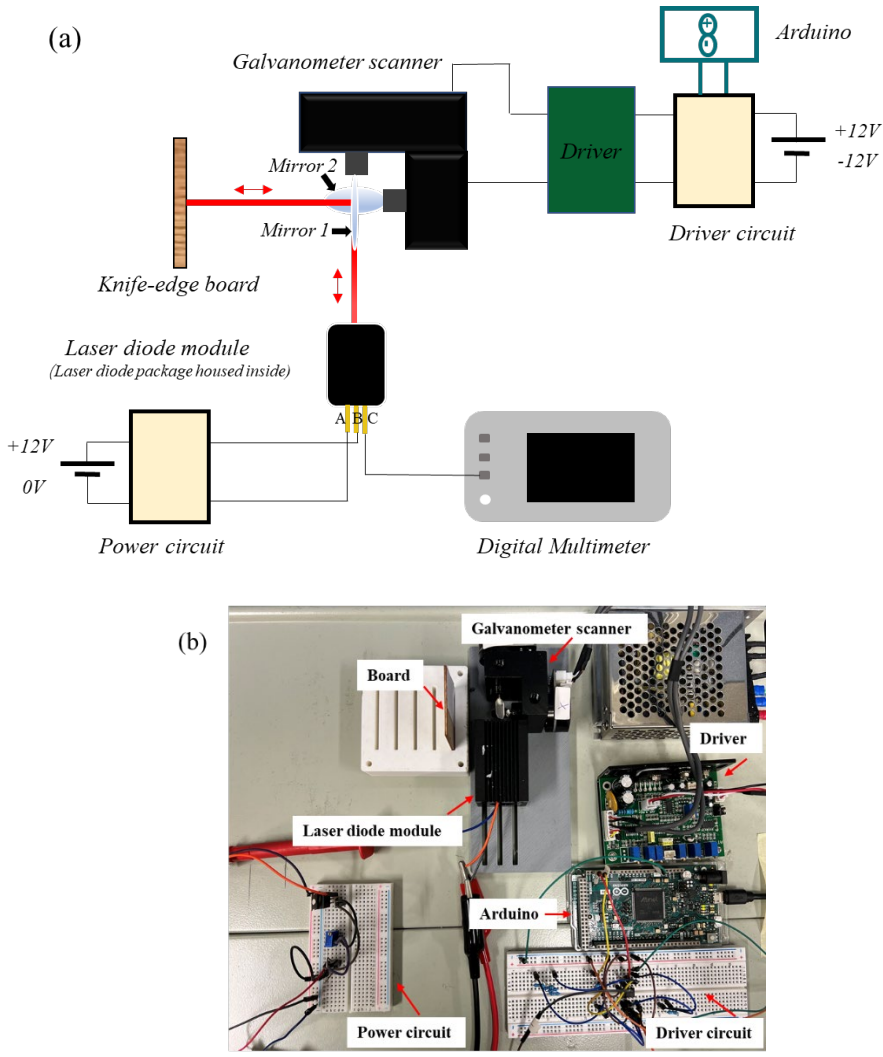 (a)
Arduino
Galvanometer scanner
+12V
-12V
Driver
Mirror 2
Mirror 1
Driver circuit
Knife-edge board
Laser diode module
(Laser diode package housed inside)
A B C
+12V
0V
Power circuit
Digital Multimeter
(b)
Galvanometer scanner
Board
Driver
Laser diode module
Arduino
Power circuit
Driver circuit